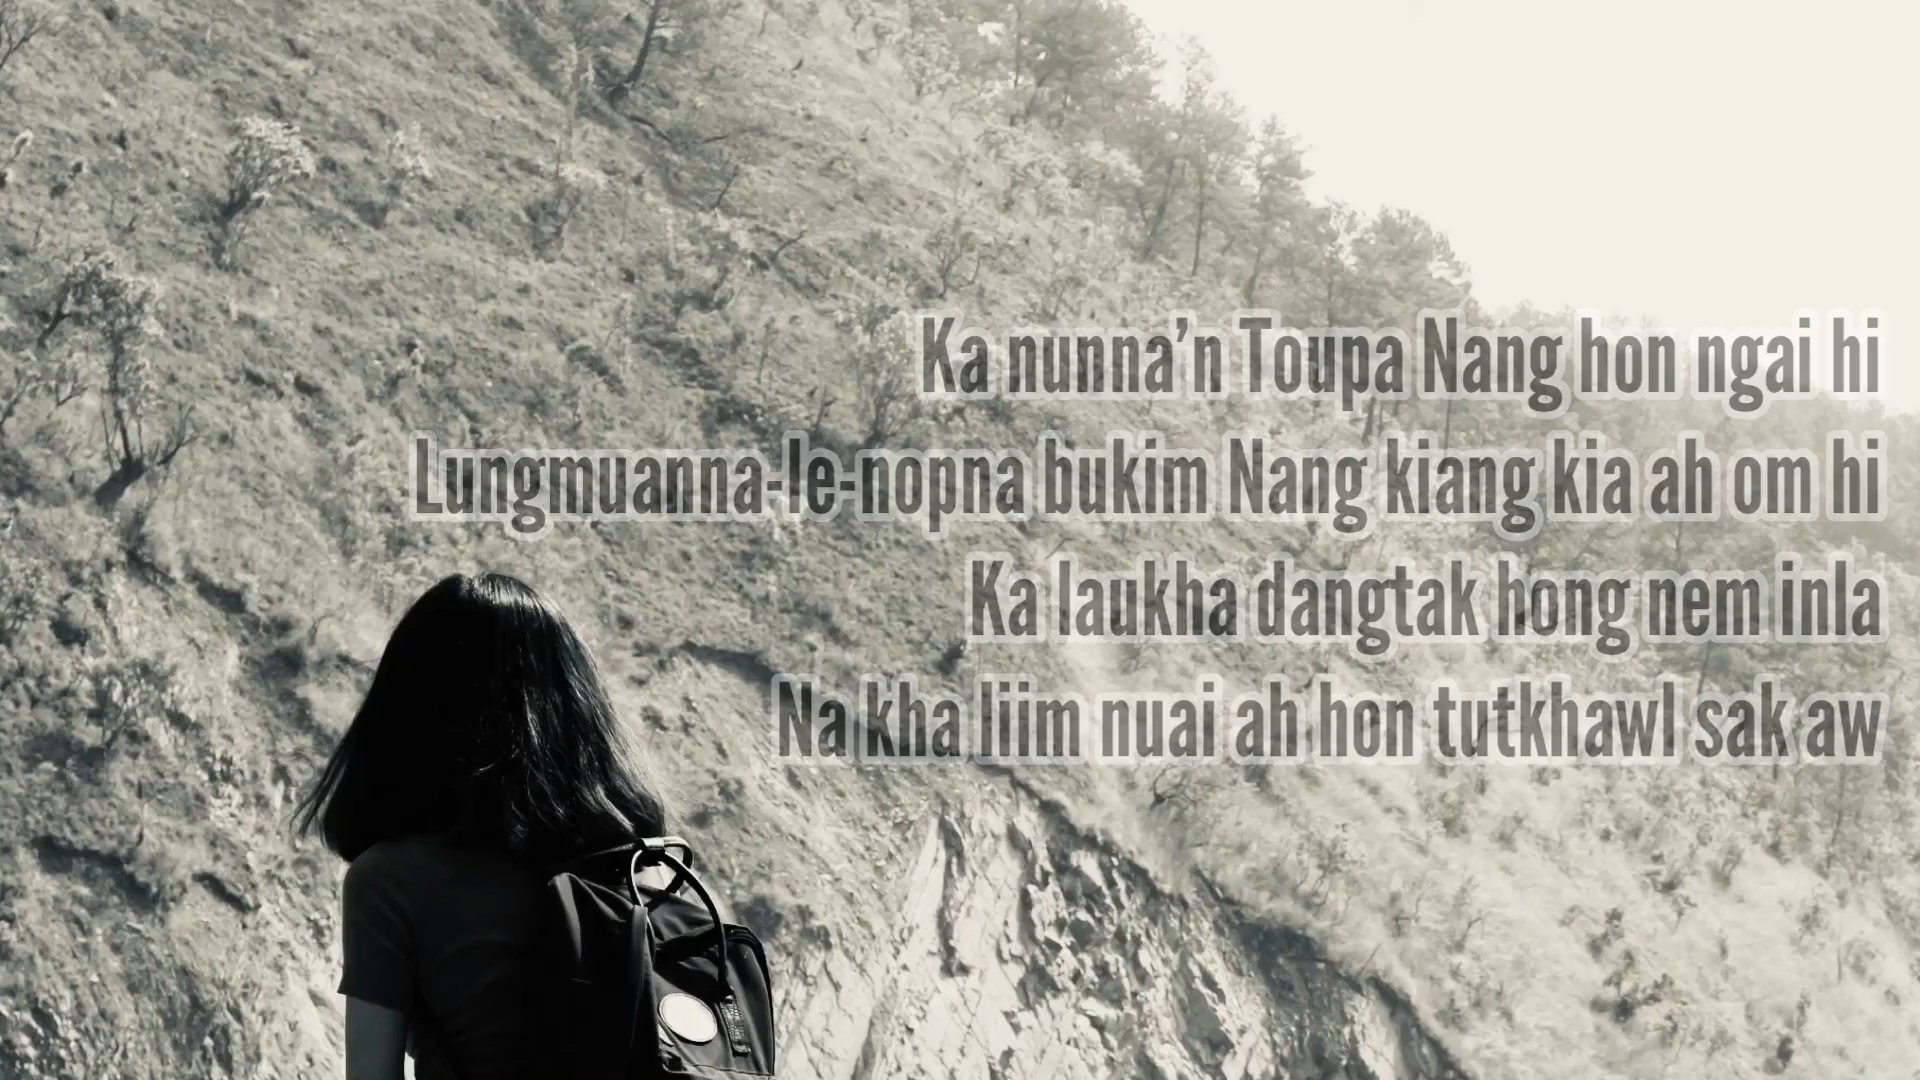 Ka nunna’n Toupa Nang hon ngai hi
Lungmuanna-le-nopna bukim Nang kiang kia ah om hi
Ka laukha dangtak hong nem inla
Na kha liim nuai ah hon tutkhawl sak aw